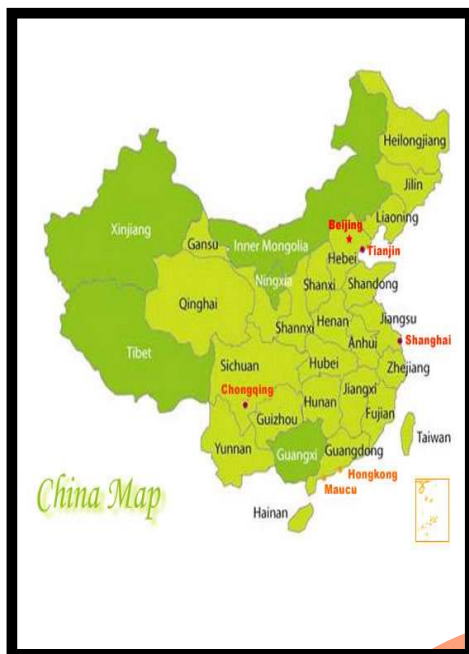 Heilongjiang
Jilin
Liaoning
Beijing
Tianjin
Hebei
Xinjiang
Gansu
Inner Mongolia
Ningxia
Shanxi
Shandong
Qinghai
Shannxi
Henan
Jiangsu
Anhui
Shanghai
Tibet
Sichuan
Hubei
Zhejiang
Chongqing
Hunan
Jiangxi
Guizhou
Fujian
Yunnan
Guangxi
Guangdong
Taiwan
Hongkong
Maucu
Hainan
China Map